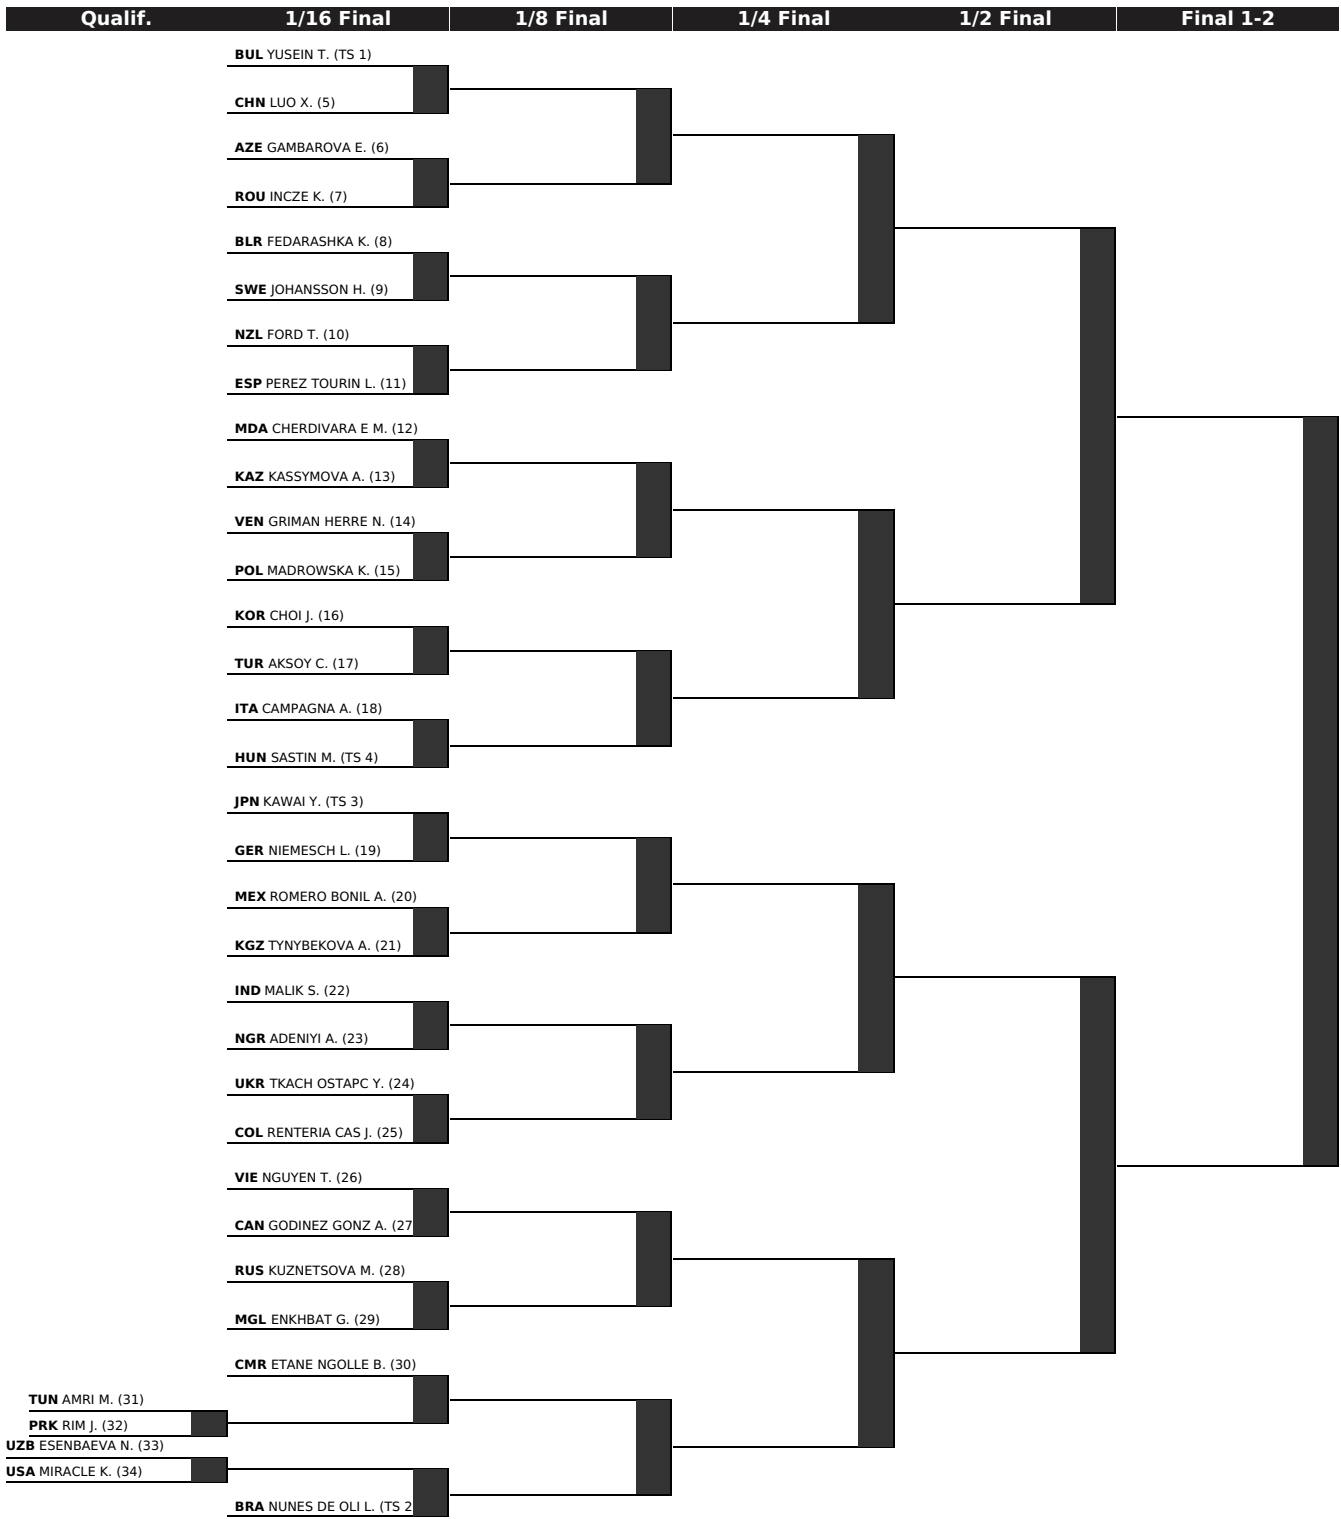 Qualif. 1/16 Final 1/8 Final 1/4 Final 1/2 Final Final 1-2
BUL YUSEIN T. (TS 1)
CHN LUO X. (5)
AZE GAMBAROVA E. (6)
ROU INCZE K. (7)
BLR FEDARASHKA K. (8)
SWE JOHANSSON H. (9)
NZL FORD T. (10)
ESP PEREZ TOURIN L. (11)
MDA CHERDIVARA E M. (12)
KAZ KASSYMOVA A. (13)
VEN GRIMAN HERRE N. (14)
POL MADROWSKA K. (15)
KOR CHOI J. (16)
TUR AKSOY C. (17)
ITA CAMPAGNA A. (18)
HUN SASTIN M. (TS 4)
JPN KAWAI Y. (TS 3)
GER NIEMESCH L. (19)
MEX ROMERO BONIL A. (20)
KGZ TYNYBEKOVA A. (21)
IND MALIK S. (22)
NGR ADENIYI A. (23)
UKR TKACH OSTAPC Y. (24)
COL RENTERIA CAS J. (25)
VIE NGUYEN T. (26)
CAN GODINEZ GONZ A. (27
RUS KUZNETSOVA M. (28)
MGL ENKHBAT G. (29)
CMR ETANE NGOLLE B. (30)
TUN AMRI M. (31)
PRK RIM J. (32)
UZB ESENBAEVA N. (33)
USA MIRACLE K. (34)
BRA NUNES DE OLI L. (TS 2